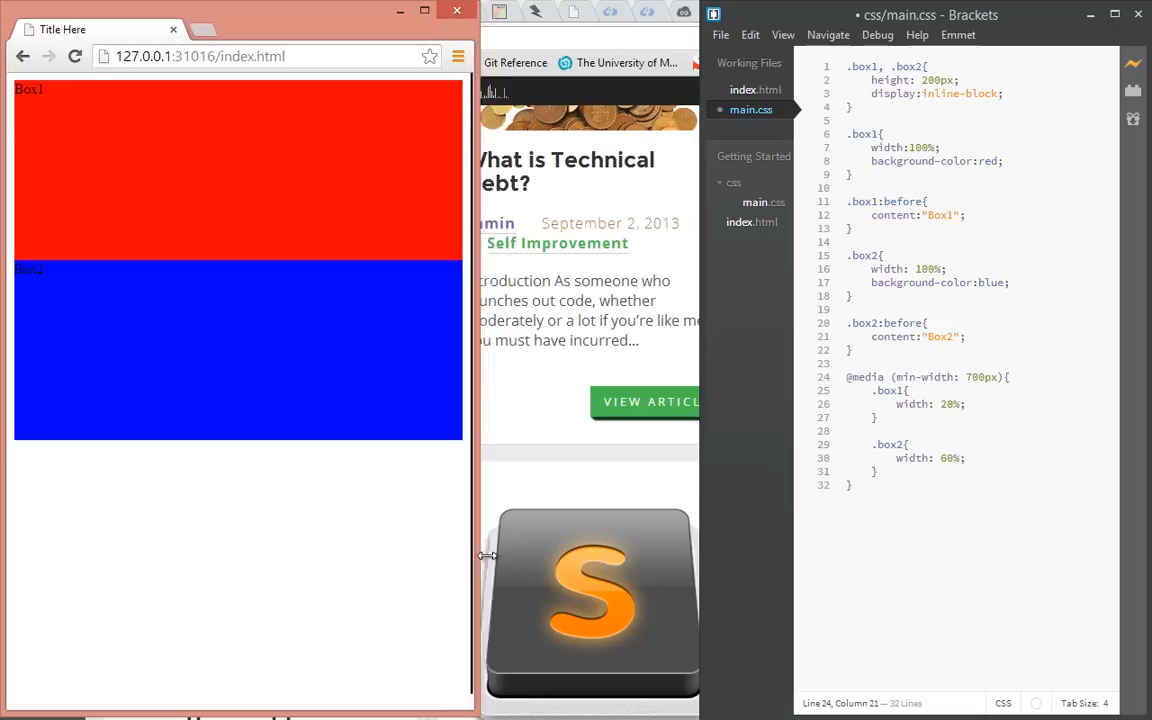 Title Here
127.0.0.1:31016/index.html
Box1
Box2
Git Reference
The University of M...
What is Technical
ebt?
September 2, 2013
Self Improvement
troduction As someone who
unches out code, whether
oderately or a lot if you're like me
ou must have incurred...
VIEW ARTICL
• css/main.css - Brackets
File Edit View Navigate Debug Help Emmet
Working Files
index.html
main.css
Getting Started
css
main.css
index.html
1 .box1, .box2{
2 height: 200px;
3 display:inline-block;
4 }
5
6 .box1{
7 width:100%;
8 background-color:red;
9 }
10
11 .box1:before{
12 content:"Box1";
13 }
14
15 .box2{
16 width: 100%;
17 background-color:blue;
18 }
19
20 .box2:before{
21 content:"Box2";
22 }
23
24 @media (min-width: 700px){
25 .box1{
26 width: 20%;
27 }
28
29 .box2{
30 width: 60%;
31 }
32 }
Line 24, Column 21 — 32 Lines
CSS
Tab Size: 4